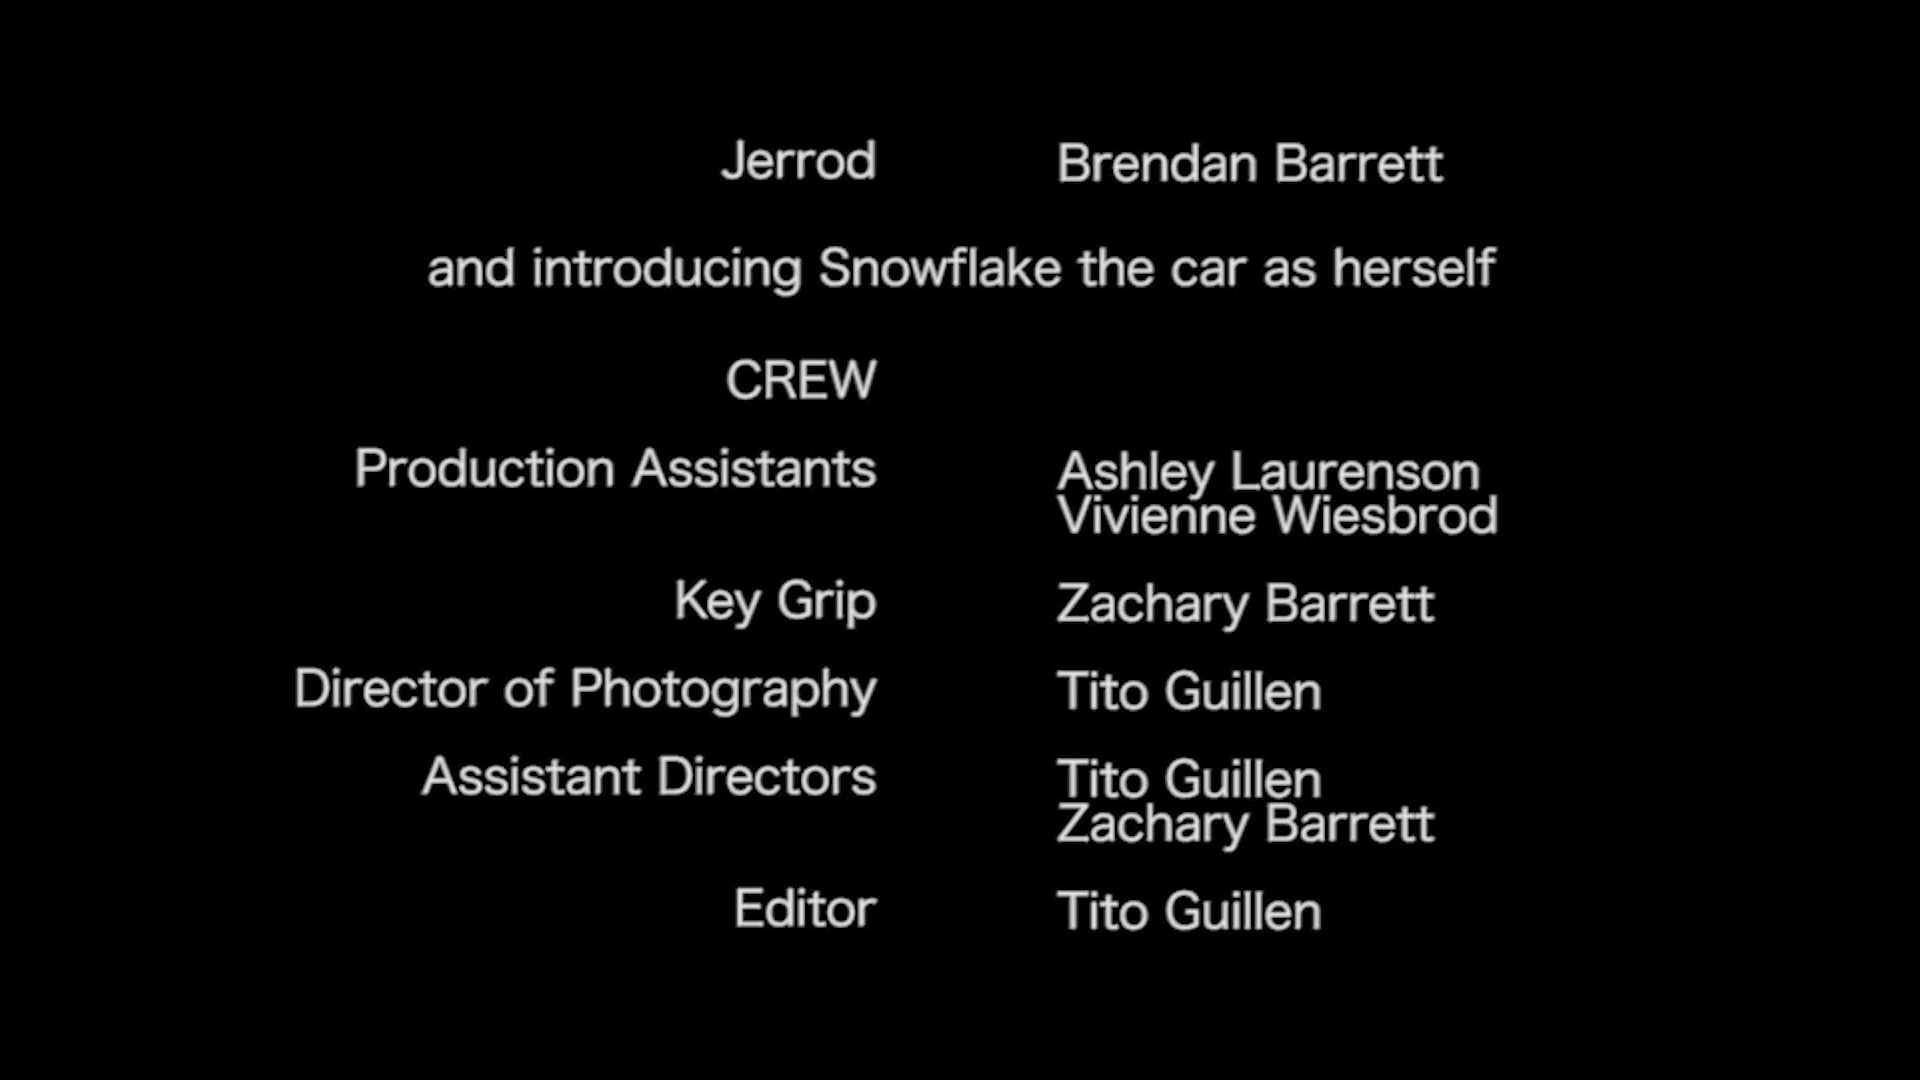 Jerrod Brendan Barrett
and introducing Snowflake the car as herself
CREW
Production Assistants Ashley Laurenson
Vivienne Wiesbrod
Key Grip Zachary Barrett
Director of Photography Tito Guillen
Assistant Directors Tito Guillen
Zachary Barrett
Editor Tito Guillen